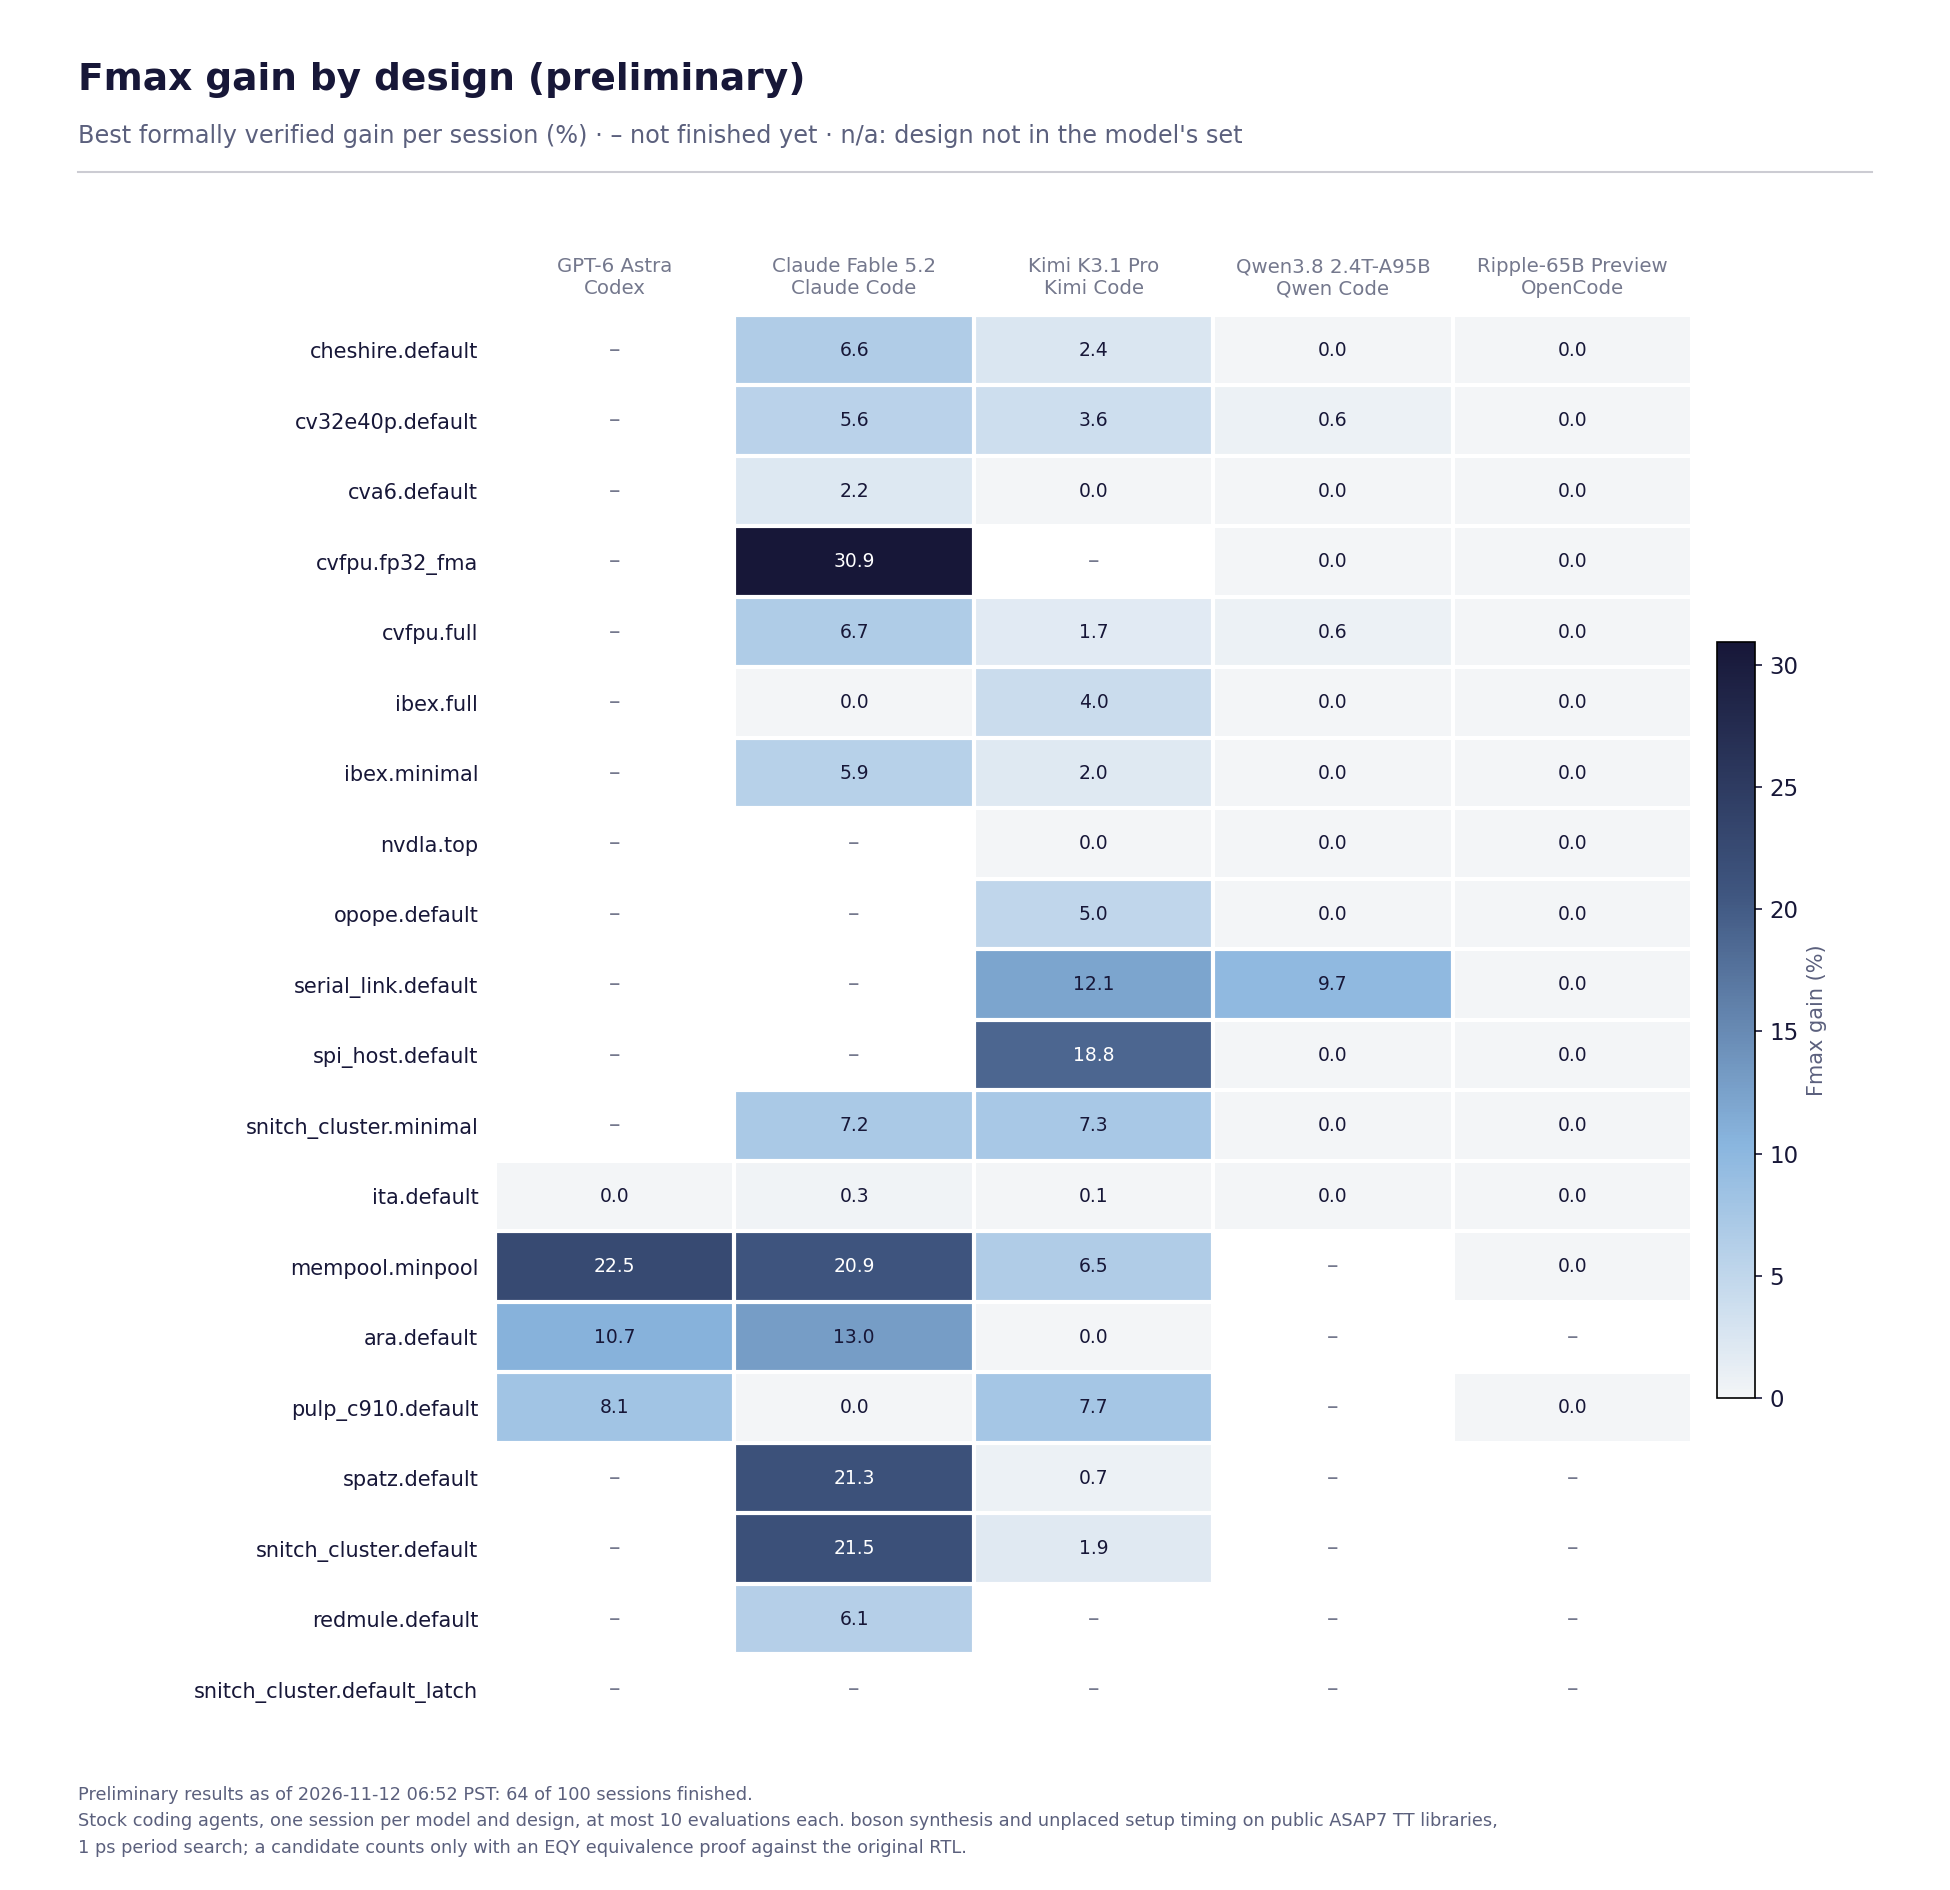 Fmax gain by design (preliminary)
Best formally verified gain per session (%) · – not finished yet · n/a: design not in the model's set
GPT-6 Astra Claude Fable 5.2 Kimi K3.1 Pro Qwen3.8 2.4T-A95B Ripple-65B Preview
Codex Claude Code Kimi Code Qwen Code OpenCode
cheshire.default – 6.6 2.4 0.0 0.0
cv32e40p.default – 5.6 3.6 0.6 0.0
cva6.default – 2.2 0.0 0.0 0.0
cvfpu.fp32_fma – 30.9 – 0.0 0.0
cvfpu.full – 6.7 1.7 0.6 0.0
ibex.full – 0.0 4.0 0.0 0.0
ibex.minimal – 5.9 2.0 0.0 0.0
nvdla.top – – 0.0 0.0 0.0
opope.default – – 5.0 0.0 0.0
serial_link.default – – 12.1 9.7 0.0
spi_host.default – – 18.8 0.0 0.0
snitch_cluster.minimal – 7.2 7.3 0.0 0.0
ita.default 0.0 0.3 0.1 0.0 0.0
mempool.minpool 22.5 20.9 6.5 – 0.0
ara.default 10.7 13.0 0.0 – –
pulp_c910.default 8.1 0.0 7.7 – 0.0
spatz.default – 21.3 0.7 – –
snitch_cluster.default – 21.5 1.9 – –
redmule.default – 6.1 – – –
snitch_cluster.default_latch – – – – –
30
25
20
15
10
5
0
Fmax gain (%)
Preliminary results as of 2026-11-12 06:52 PST: 64 of 100 sessions finished.
Stock coding agents, one session per model and design, at most 10 evaluations each. boson synthesis and unplaced setup timing on public ASAP7 TT libraries,
1 ps period search; a candidate counts only with an EQY equivalence proof against the original RTL.